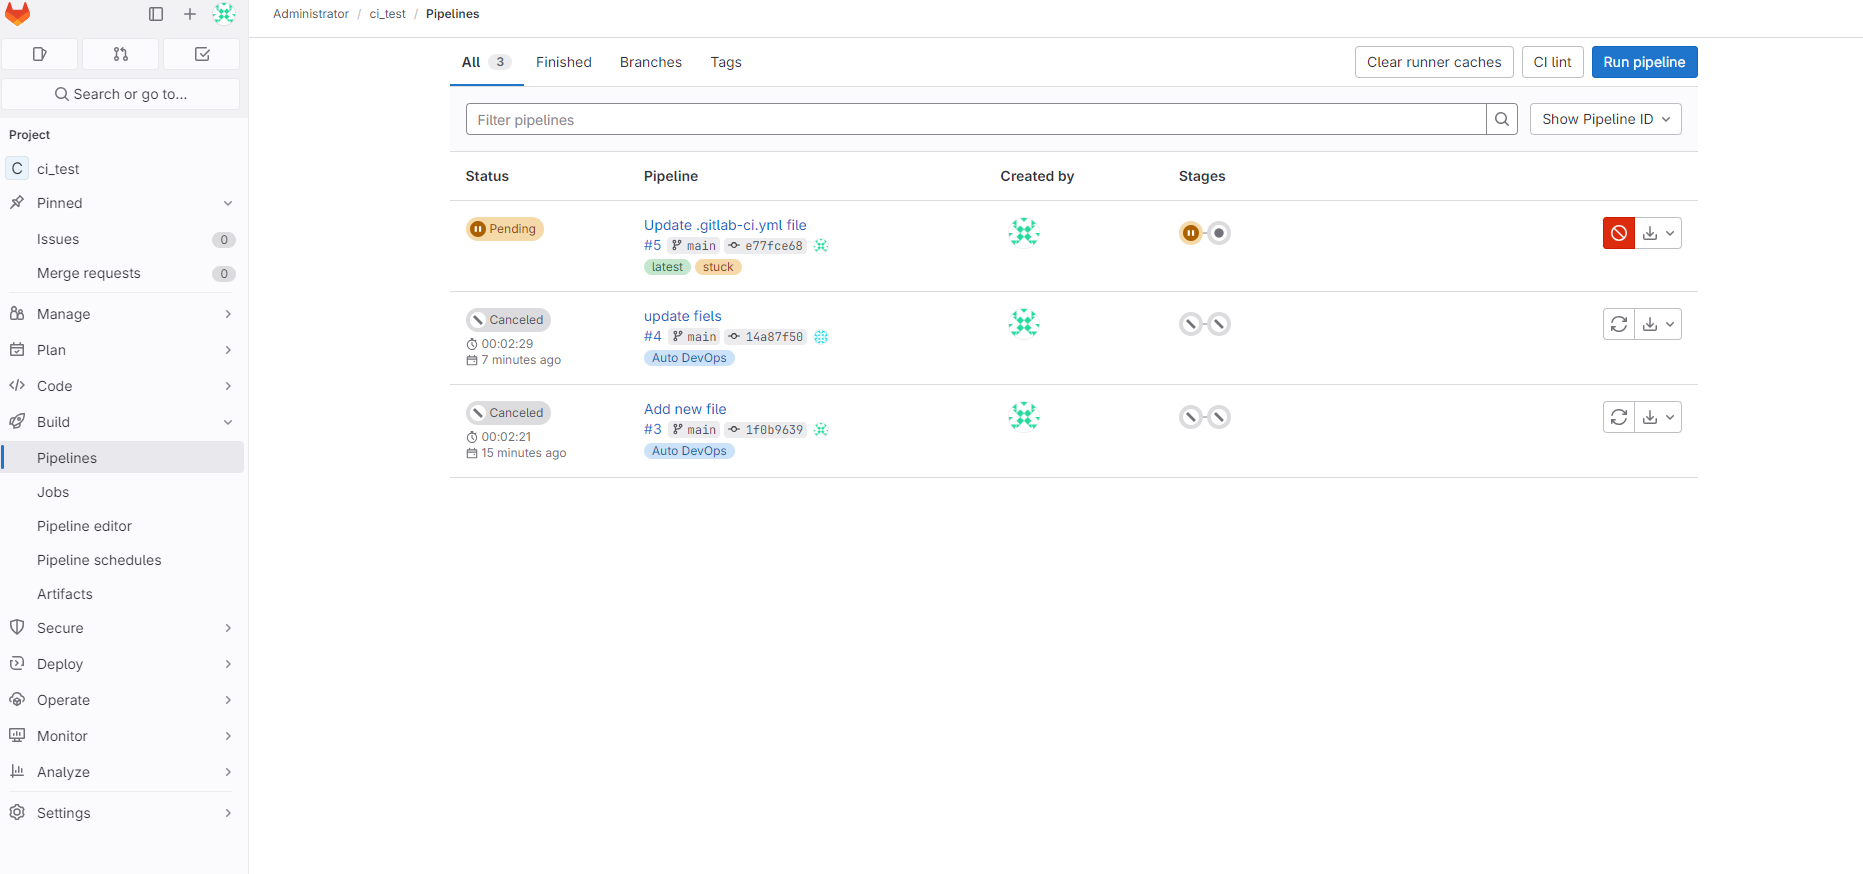 Administrator / ci_test / Pipelines
Search or go to...
Project
C ci_test
Pinned
Issues 0
Merge requests 0
Manage
Plan
Code
Build
Pipelines
Jobs
Pipeline editor
Pipeline schedules
Artifacts
Secure
Deploy
Operate
Monitor
Analyze
Settings
All 3 Finished Branches Tags
Clear runner caches CI lint Run pipeline
Filter pipelines
Show Pipeline ID
Status Pipeline Created by Stages
Pending
Update .gitlab-ci.yml file
#5 main e77fce68
latest stuck
Canceled
00:02:29
7 minutes ago
update fiels
#4 main 14a87f50
Auto DevOps
Canceled
00:02:21
15 minutes ago
Add new file
#3 main 1f0b9639
Auto DevOps